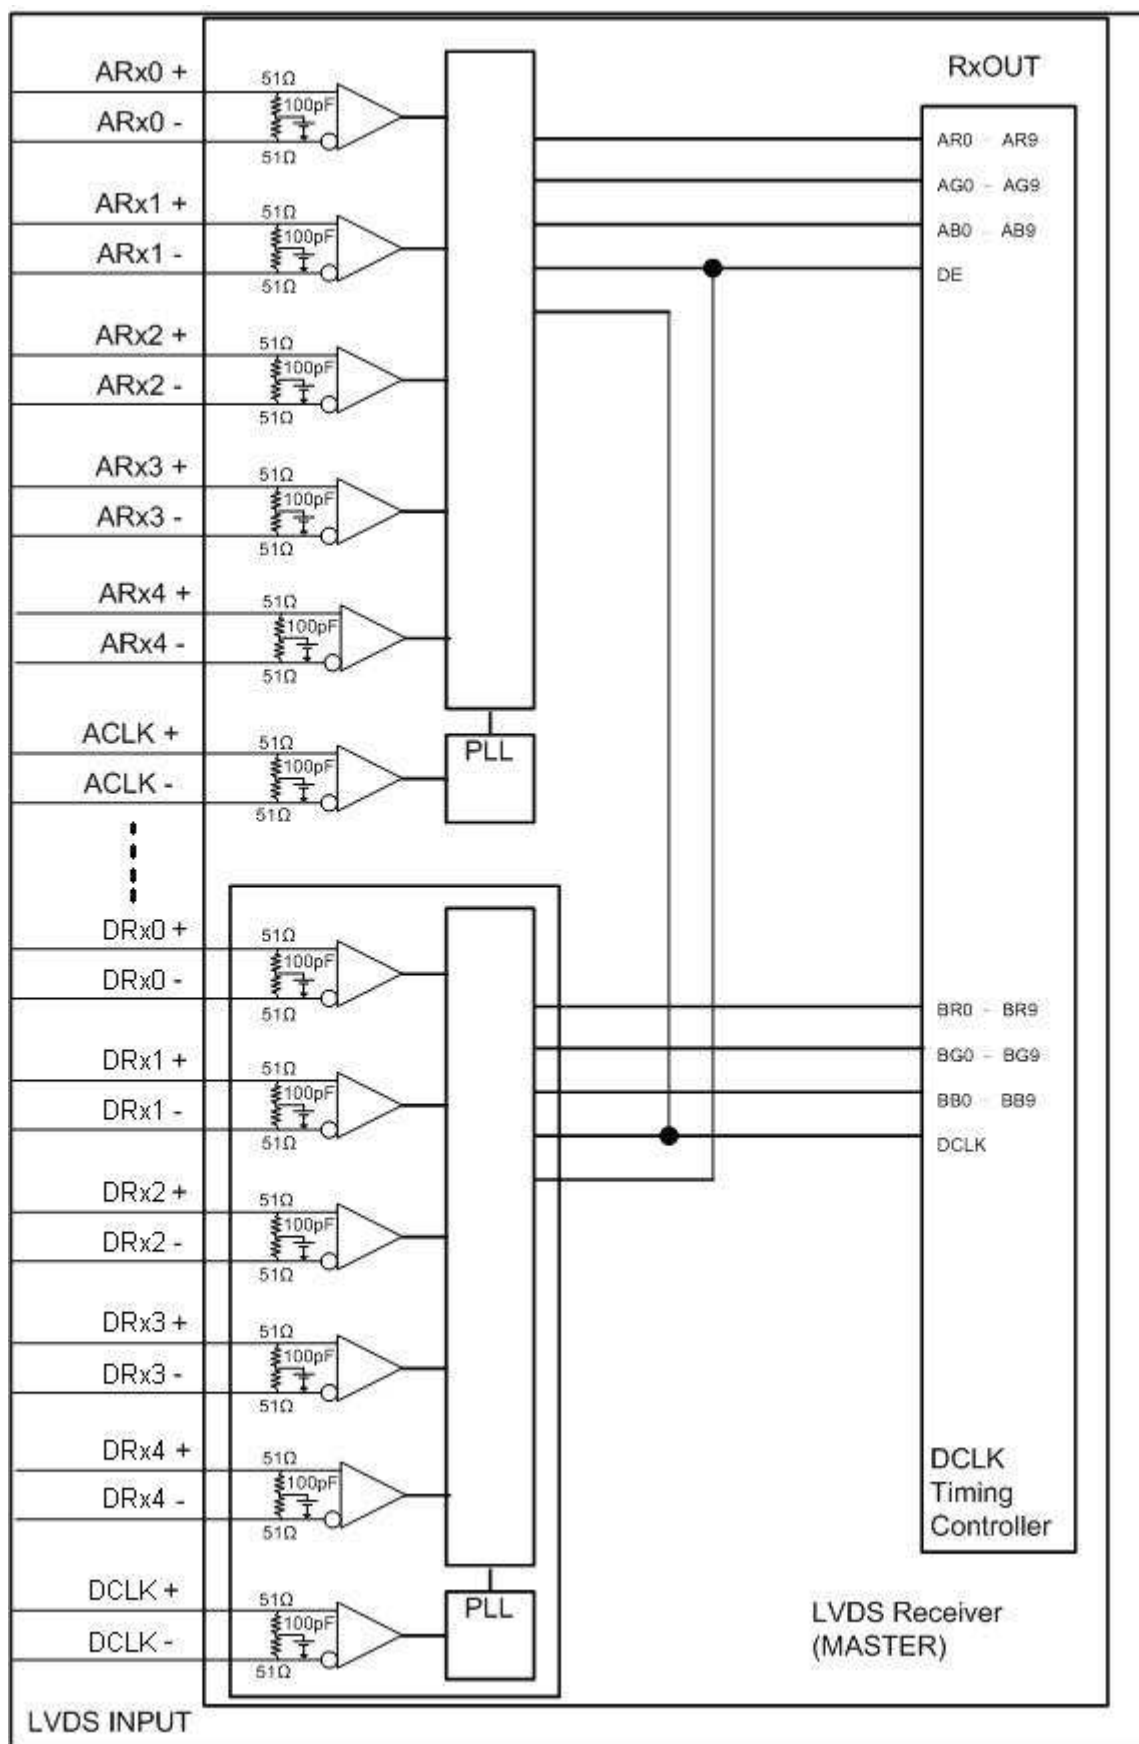 RxOUT
ARx0 +
51Ω
100pF
ARx0 -
51Ω
AR0 - AR9
AG0 - AG9
ARx1 +
51Ω
100pF
AB0 - AB9
ARx1 -
51Ω
DE
ARx2 +
51Ω
100pF
ARx2 -
51Ω
ARx3 +
51Ω
100pF
ARx3 -
51Ω
ARx4 +
51Ω
100pF
ARx4 -
51Ω
ACLK +
51Ω
100pF
PLL
ACLK -
51Ω
DRx0 +
51Ω
100pF
DRx0 -
51Ω
BR0 - BR9
DRx1 +
51Ω
100pF
BG0 - BG9
DRx1 -
51Ω
BB0 - BB9
DCLK
DRx2 +
51Ω
100pF
DRx2 -
51Ω
DRx3 +
51Ω
100pF
DRx3 -
51Ω
DRx4 +
51Ω
100pF
DRx4 -
51Ω
DCLK
Timing
Controller
DCLK +
51Ω
100pF
PLL
DCLK -
51Ω
LVDS Receiver
(MASTER)
LVDS INPUT